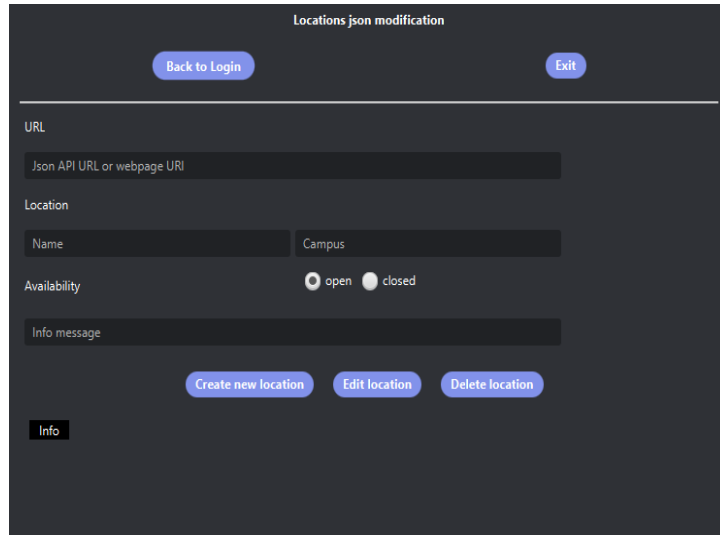 Locations json modification
Back to Login
Exit
URL
Json API URL or webpage URI
Location
Name
Campus
Availability
open
closed
Info message
Create new location
Edit location
Delete location
Info